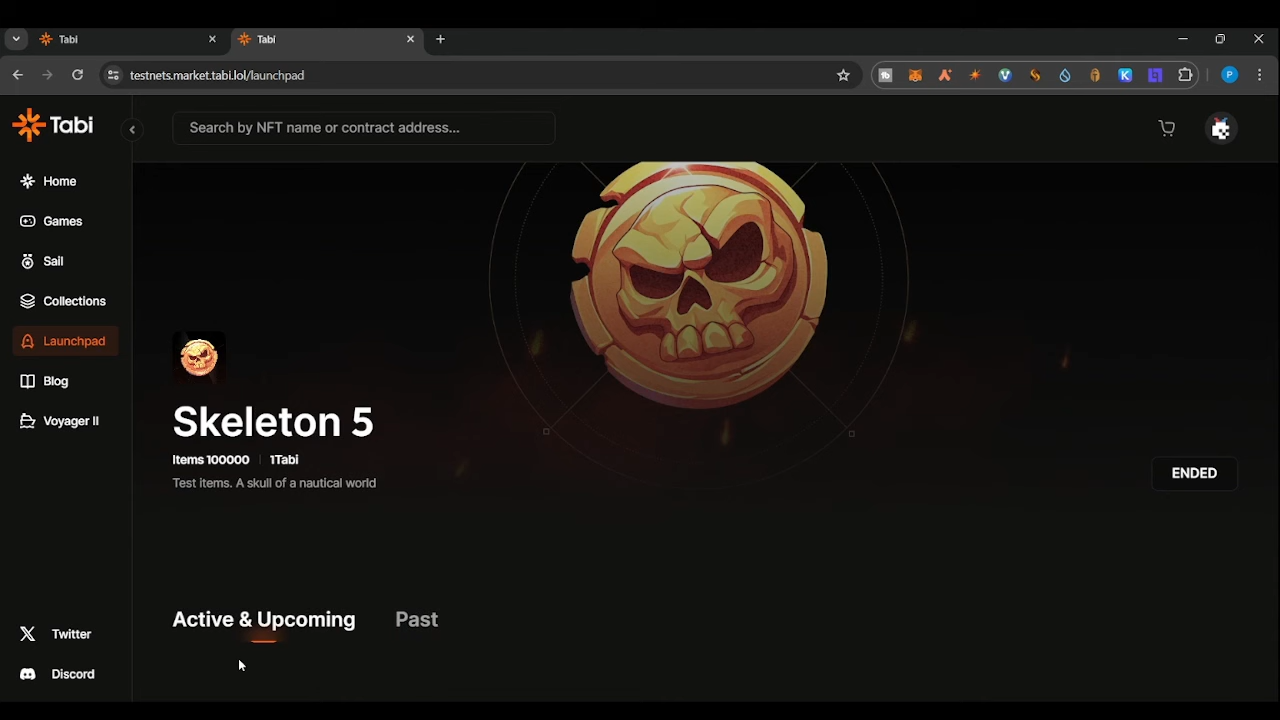 Tabi
Tabi
testnets.market.tabi.lol/launchpad
P
Tabi
Search by NFT name or contract address...
Home
Games
Sail
Collections
Launchpad
Blog
Voyager II
Skeleton 5
Items 100000 | 1Tabi
Test items. A skull of a nautical world
ENDED
Active & Upcoming
Past
Twitter
Discord